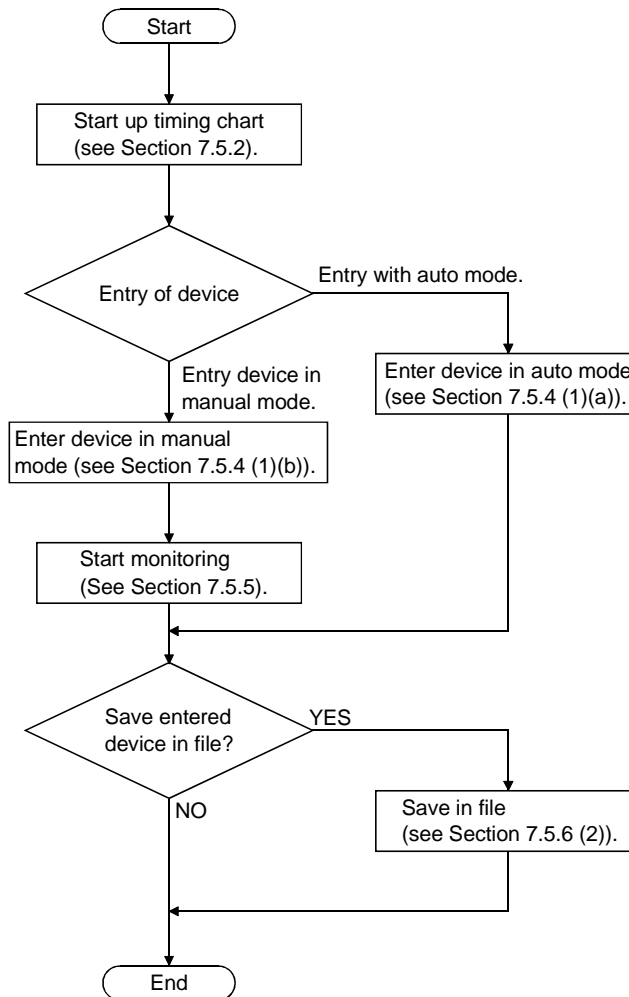 Start
Start up timing chart
(see Section 7.5.2).
Entry of device
Entry with auto mode.
Entry device in
manual mode.
Enter device in auto mode
(see Section 7.5.4 (1)(a)).
Enter device in manual
mode (see Section 7.5.4 (1)(b)).
Start monitoring
(See Section 7.5.5).
Save entered
device in file?
YES
NO
Save in file
(see Section 7.5.6 (2)).
End